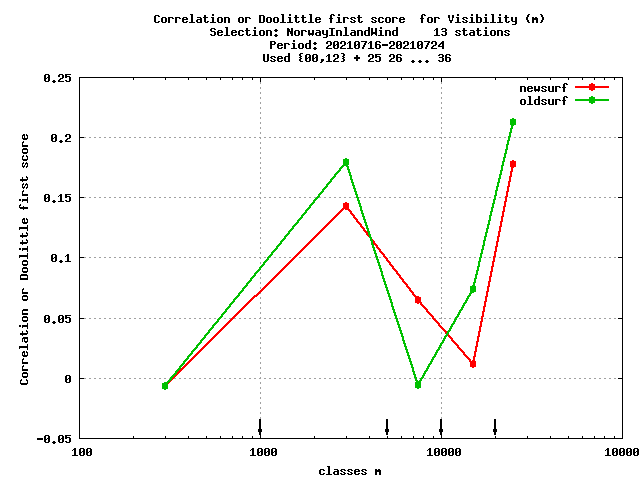 Correlation or Doolittle first score  for Visibility (m)
Selection: NorwayInlandWind     13 stations
Period: 20210716-20210724
Used {00,12} + 25 26 ... 36
newsurf
oldsurf
Correlation or Doolittle first score
0.25
0.2
0.15
0.1
0.05
0
-0.05
100
1000
10000
10000
classes m